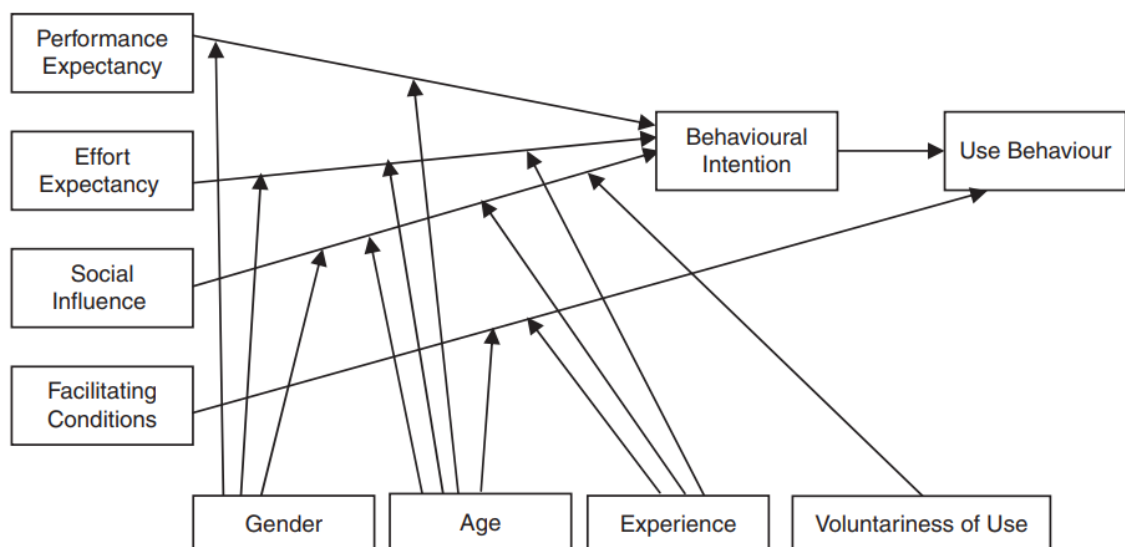 Performance
Expectancy
Effort
Expectancy
Behavioural
Intention
Use Behaviour
Social
Influence
Facilitating
Conditions
Gender
Age
Experience
Voluntariness of Use